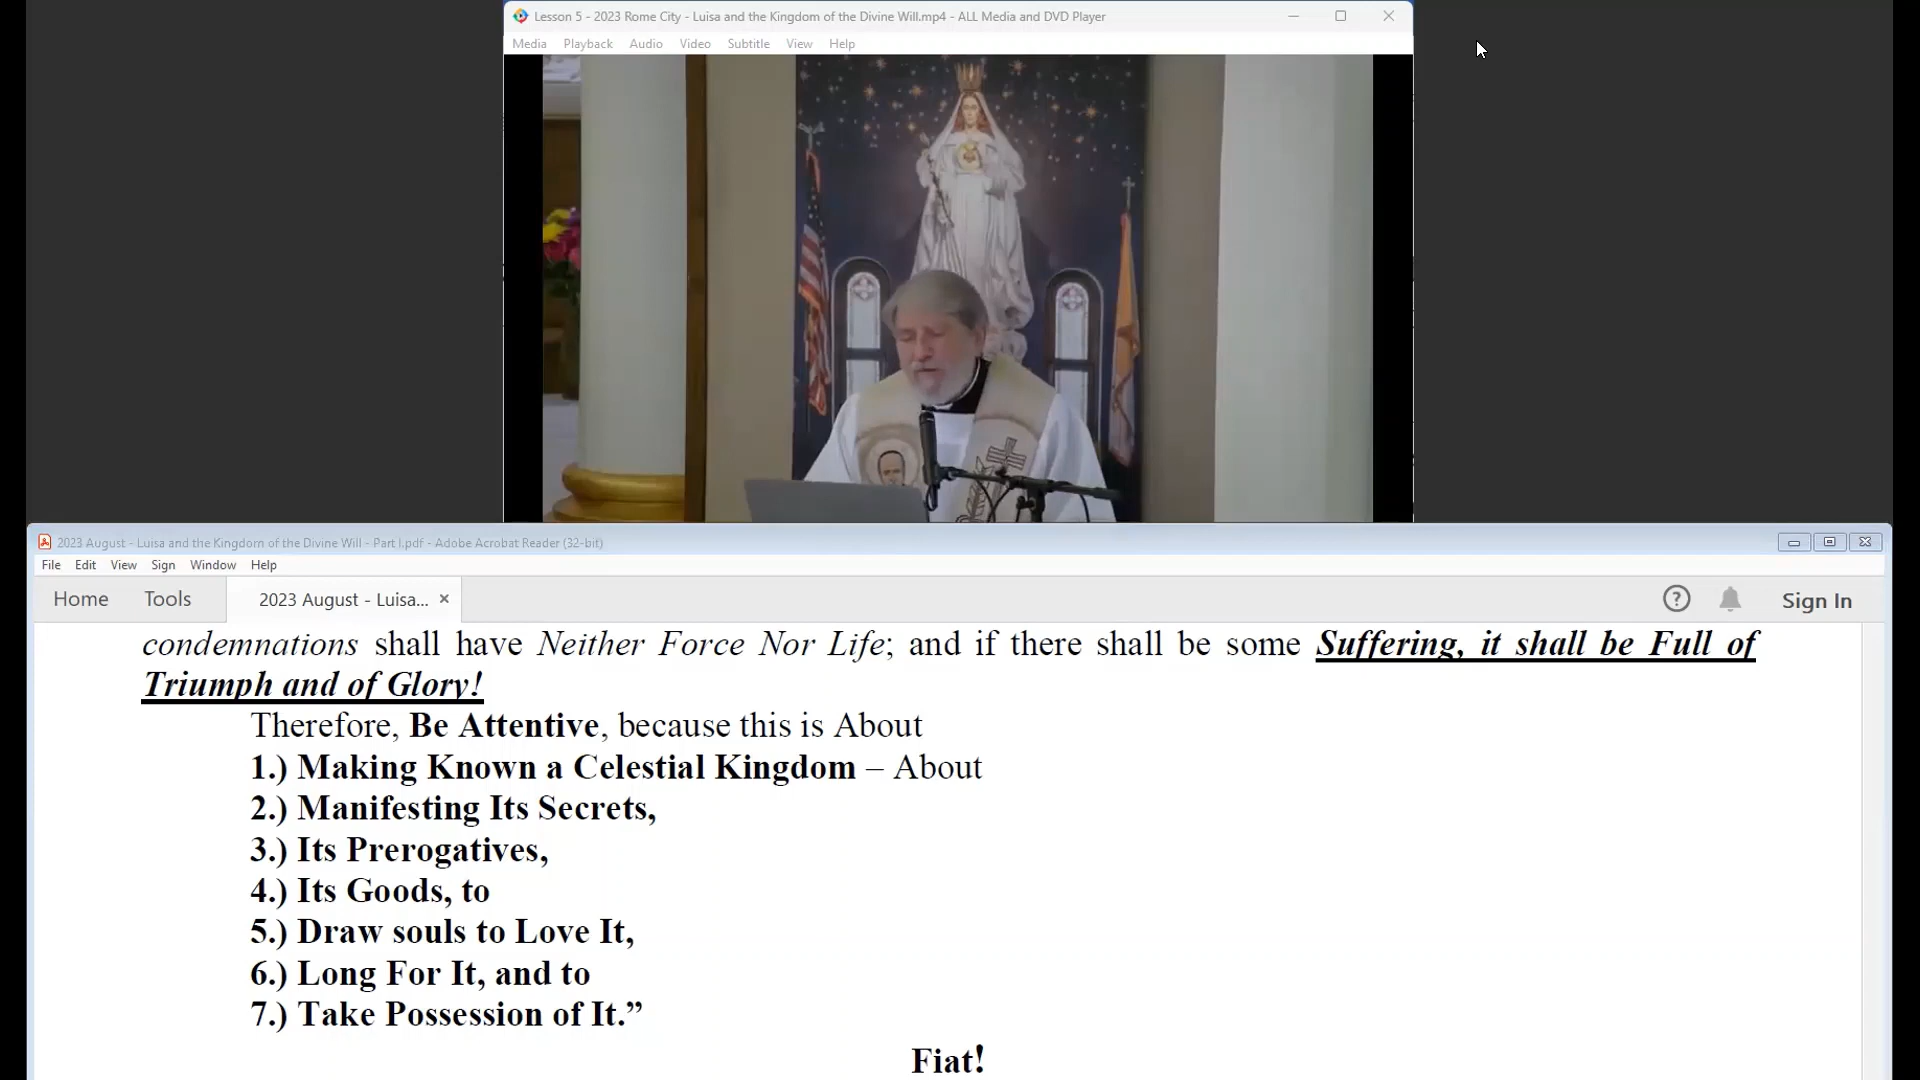 Lesson 5 - 2023 Rome City - Luisa and the Kingdom of the Divine Will.mp4 - ALL Media and DVD Player
Media Playback Audio Video Subtitle View Help
2023 August - Luisa and the Kingdom of the Divine Will - Part I.pdf - Adobe Acrobat Reader (32-bit)
File Edit View Sign Window Help
Home Tools 2023 August - Luisa... × Sign In
condemnations shall have Neither Force Nor Life; and if there shall be some Suffering, it shall be Full of
Triumph and of Glory!
Therefore, Be Attentive, because this is About
1.) Making Known a Celestial Kingdom – About
2.) Manifesting Its Secrets,
3.) Its Prerogatives,
4.) Its Goods, to
5.) Draw souls to Love It,
6.) Long For It, and to
7.) Take Possession of It.”
Fiat!